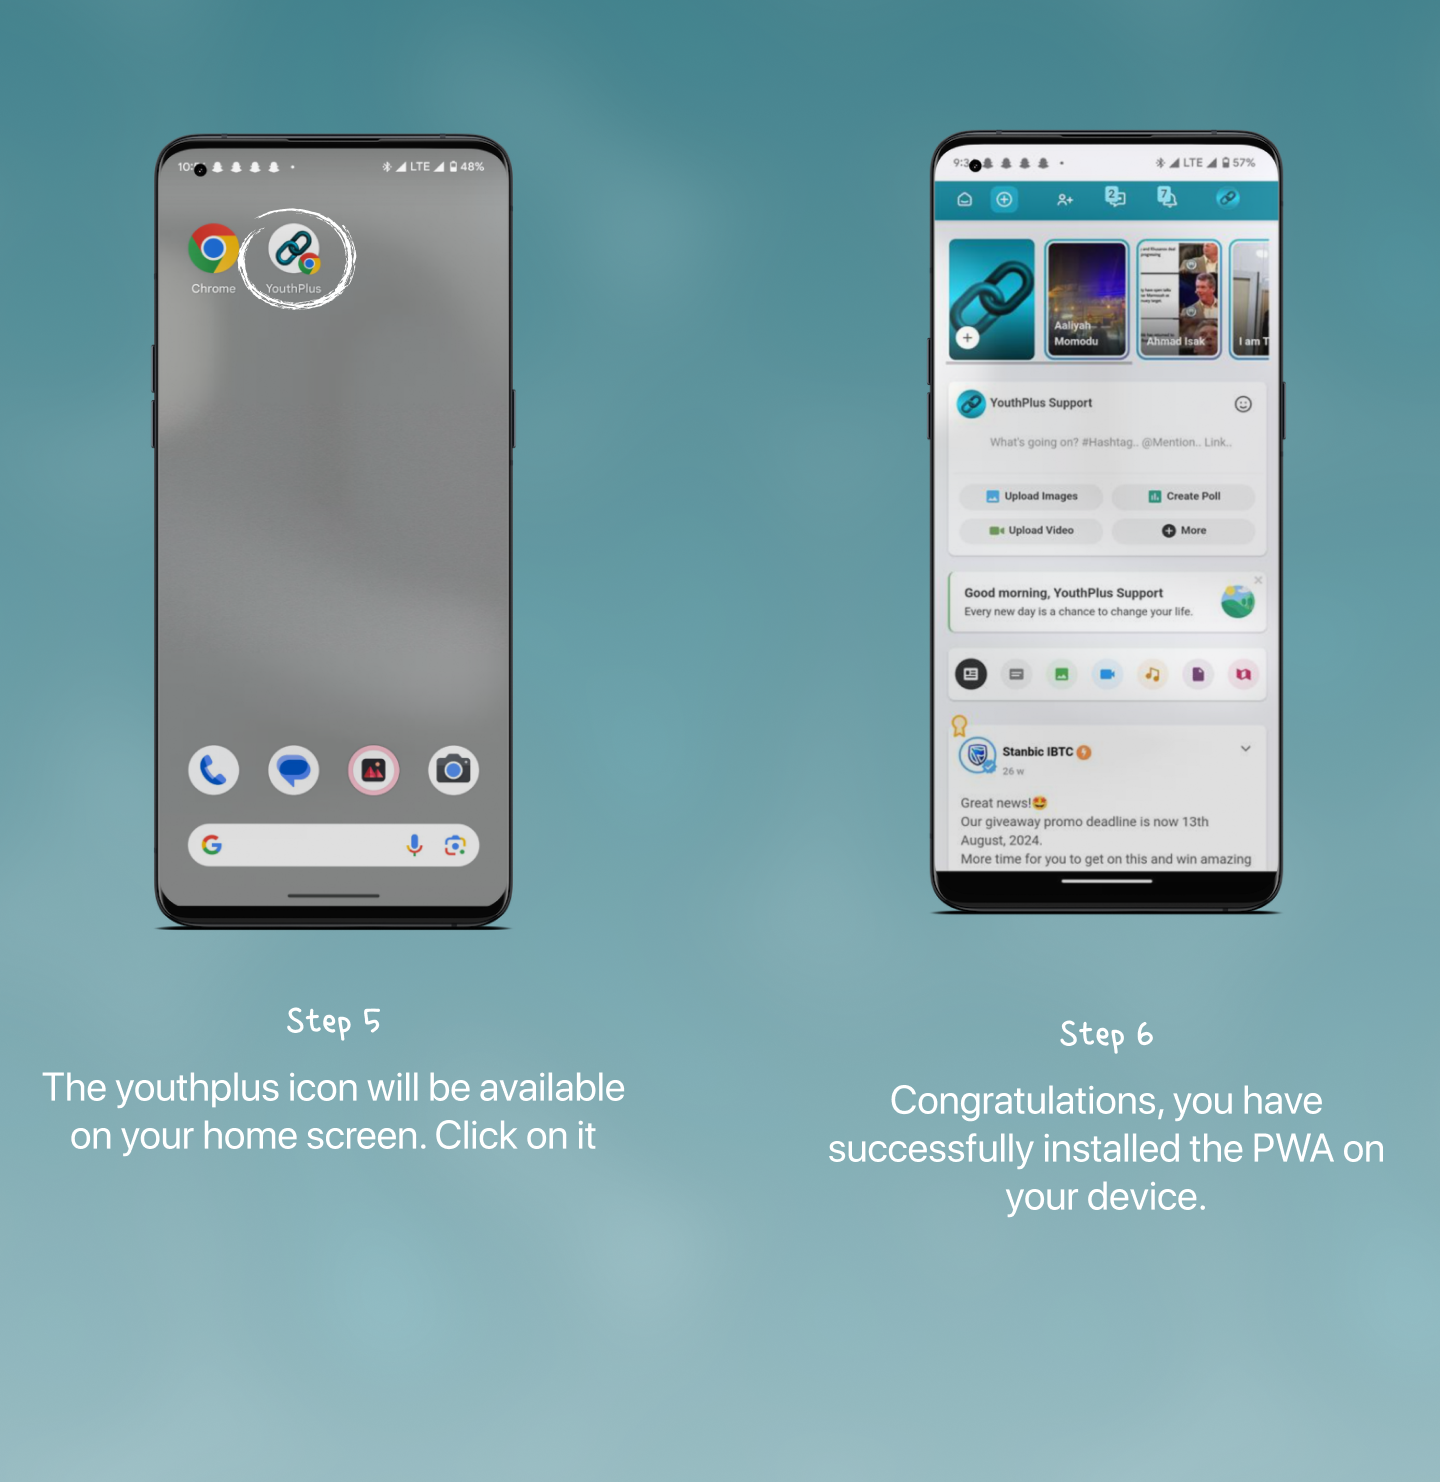 LTE
48%
Chrome
YouthPlus
Step 5
The youthplus icon will be available
on your home screen. Click on it
LTE
57%
2
7
Aaliyah
Momodu
Ahmad Isak
I am T
YouthPlus Support
What's going on? #Hashtag.. @Mention.. Link..
Upload Images
Create Poll
Upload Video
More
Good morning, YouthPlus Support
Every new day is a chance to change your life.
Stanbic IBTC
26 w
Great news!🤩
Our giveaway promo deadline is now 13th
August, 2024.
More time for you to get on this and win amazing
Step 6
Congratulations, you have
successfully installed the PWA on
your device.